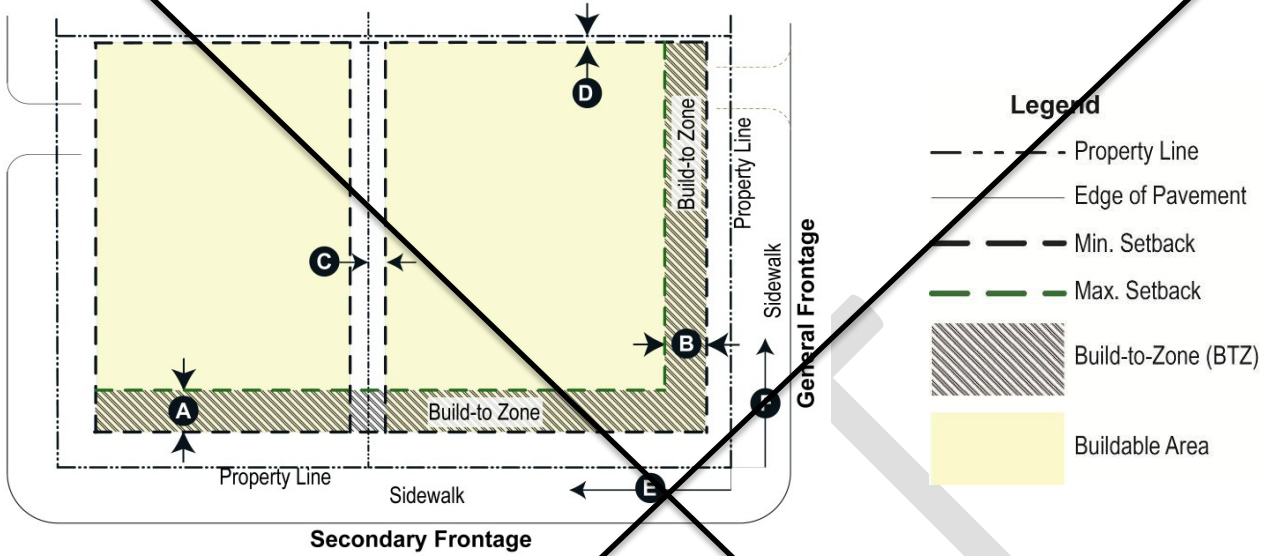 D
Build-to Zone
Property Line
C
Sidewalk
General Frontage
B
A
Build-to Zone
F
Property Line
Sidewalk
E
Secondary Frontage
Legend
Property Line
Edge of Pavement
Min. Setback
Max. Setback
Build-to-Zone (BTZ)
Buildable Area